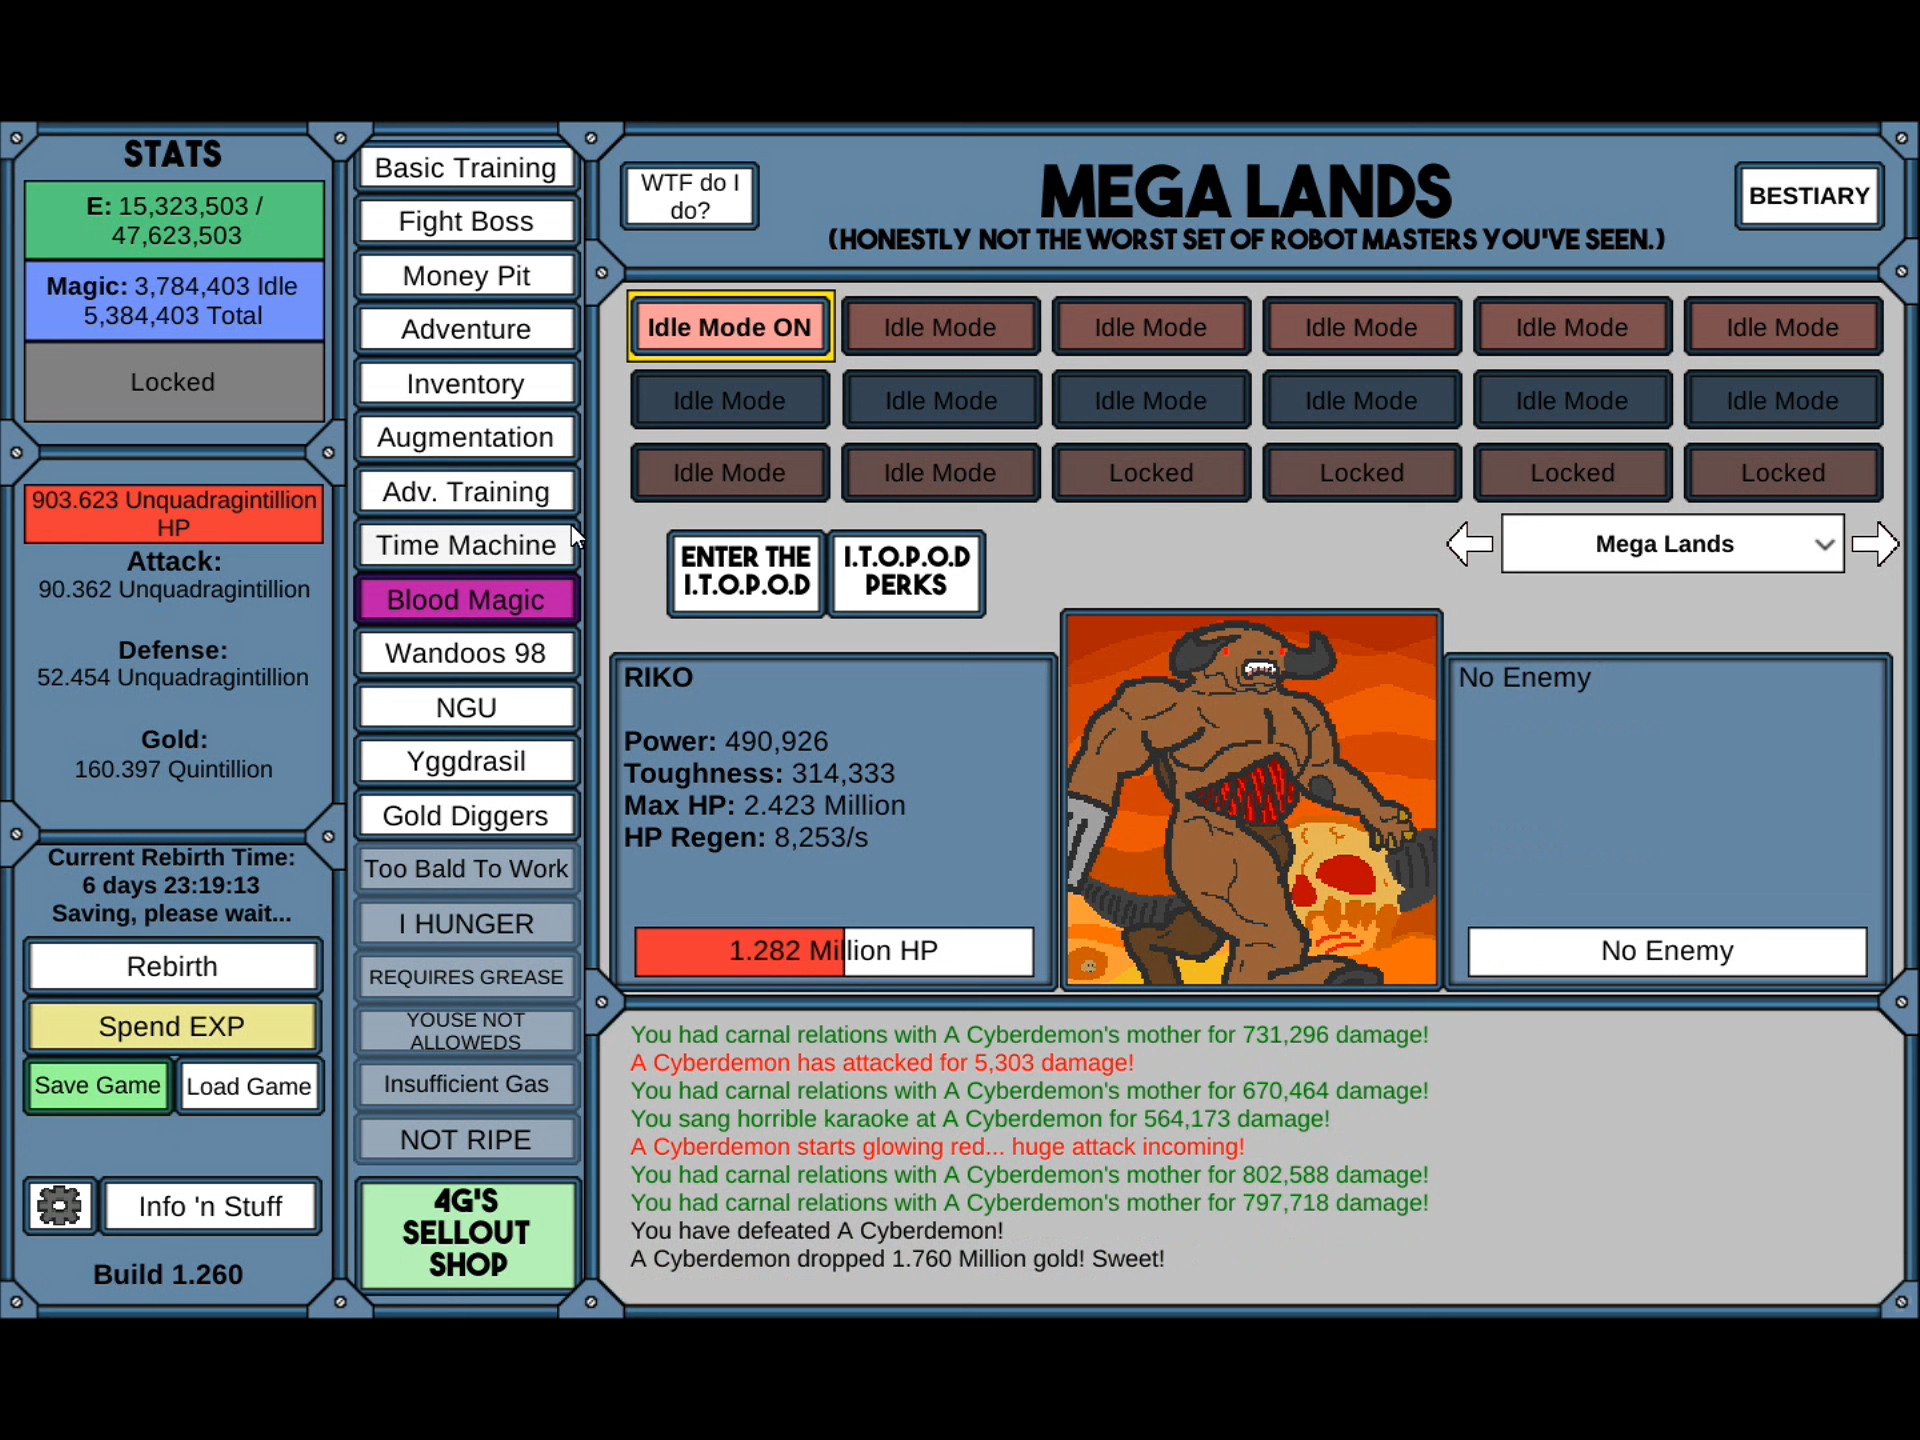 STATS
E: 15,323,503 /
47,623,503
Magic: 3,784,403 Idle
5,384,403 Total
Locked
903.623 Unquadragintillion
HP
Attack:
90.362 Unquadragintillion
Defense:
52.454 Unquadragintillion
Gold:
160.397 Quintillion
Current Rebirth Time:
6 days 23:19:13
Saving, please wait...
Rebirth
Spend EXP
Save Game
Load Game
Info 'n Stuff
Build 1.260
Basic Training
Fight Boss
Money Pit
Adventure
Inventory
Augmentation
Adv. Training
Time Machine
Blood Magic
Wandoos 98
NGU
Yggdrasil
Gold Diggers
Too Bald To Work
I HUNGER
REQUIRES GREASE
YOUSE NOT
ALLOWEDS
Insufficient Gas
NOT RIPE
4G'S
SELLOUT
SHOP
WTF do I
do?
MEGA LANDS
(HONESTLY NOT THE WORST SET OF ROBOT MASTERS YOU'VE SEEN.)
BESTIARY
Idle Mode ON
Idle Mode
Idle Mode
Idle Mode
Idle Mode
Idle Mode
Idle Mode
Idle Mode
Idle Mode
Idle Mode
Idle Mode
Idle Mode
Idle Mode
Idle Mode
Locked
Locked
Locked
Locked
ENTER THE
I.T.O.P.O.D
I.T.O.P.O.D
PERKS
Mega Lands
RIKO
Power: 490,926
Toughness: 314,333
Max HP: 2.423 Million
HP Regen: 8,253/s
1.282 Million HP
No Enemy
No Enemy
You had carnal relations with A Cyberdemon's mother for 731,296 damage!
A Cyberdemon has attacked for 5,303 damage!
You had carnal relations with A Cyberdemon's mother for 670,464 damage!
You sang horrible karaoke at A Cyberdemon for 564,173 damage!
A Cyberdemon starts glowing red... huge attack incoming!
You had carnal relations with A Cyberdemon's mother for 802,588 damage!
You had carnal relations with A Cyberdemon's mother for 797,718 damage!
You have defeated A Cyberdemon!
A Cyberdemon dropped 1.760 Million gold! Sweet!